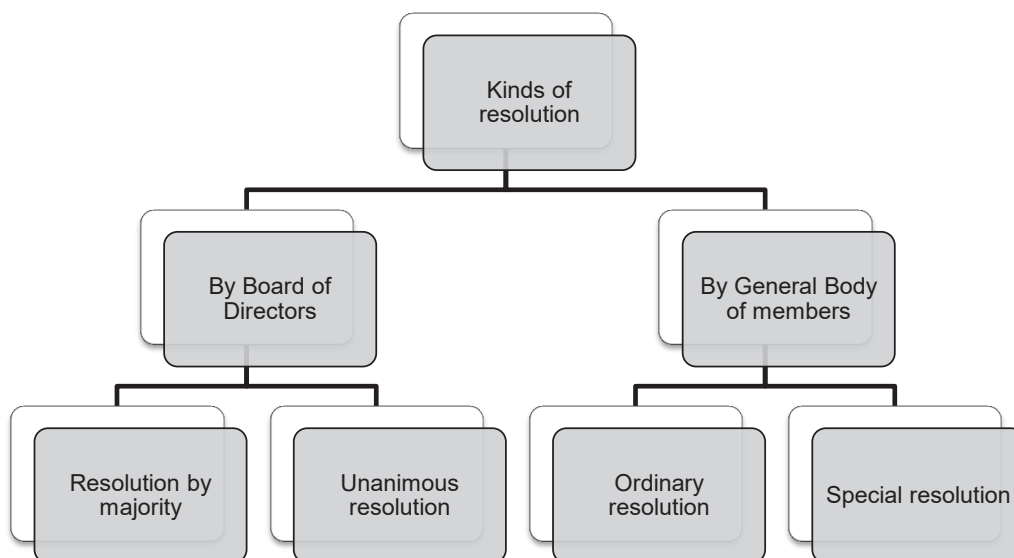 Kinds of
resolution
By Board of
Directors
By General Body
of members
Resolution by
majority
Unanimous
resolution
Ordinary
resolution
Special resolution